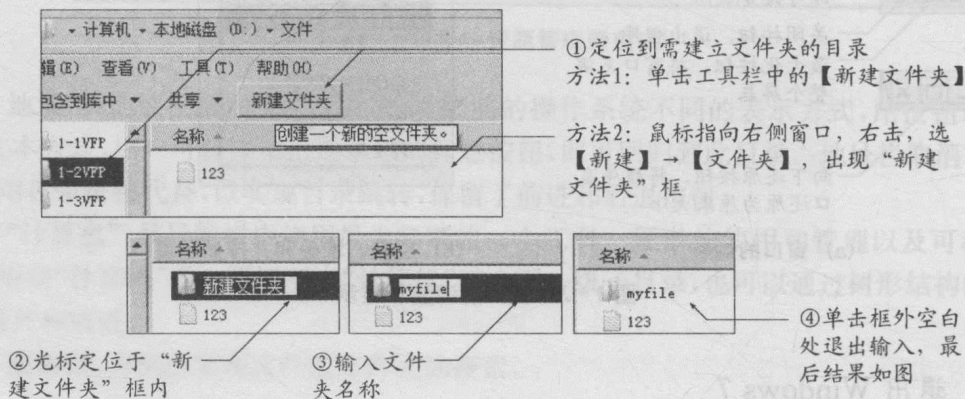 计算机 ▸ 本地磁盘 (D:) ▸ 文件
辑(E) 查看(V) 工具(T) 帮助(H)
包含到库中 共享 新建文件夹
名称
创建一个新的空文件夹。
1-1VFP
1-2VFP
1-3VFP
123
①定位到需建立文件夹的目录
方法1：单击工具栏中的【新建文件夹】
方法2：鼠标指向右侧窗口，右击，选
【新建】-【文件夹】，出现“新建
文件夹”框
名称
新建文件夹
123
名称
myfile
123
名称
myfile
123
②光标定位于“新
建文件夹”框内
③输入文件
夹名称
④单击框外空白
处退出输入，最
后结果如图